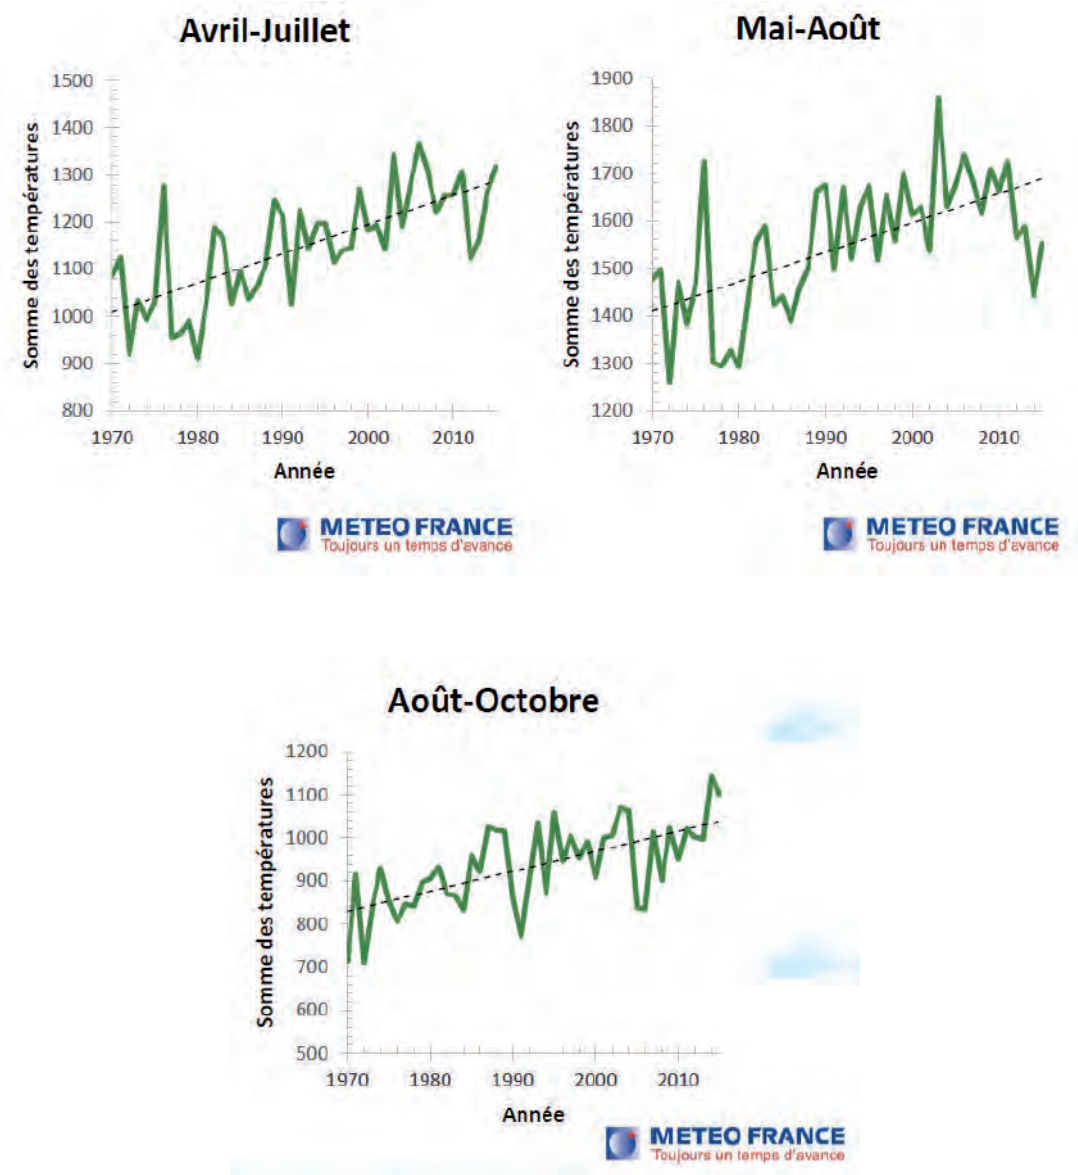 Avril-Juillet
Somme des températures
1500
1400
1300
1200
1100
1000
900
800
1970 1980 1990 2000 2010
Année
METEO FRANCE
Toujours un temps d'avance
Mai-Août
Somme des températures
1900
1800
1700
1600
1500
1400
1300
1200
1970 1980 1990 2000 2010
Année
METEO FRANCE
Toujours un temps d'avance
Août-Octobre
Somme des températures
1200
1100
1000
900
800
700
600
500
1970 1980 1990 2000 2010
Année
METEO FRANCE
Toujours un temps d'avance